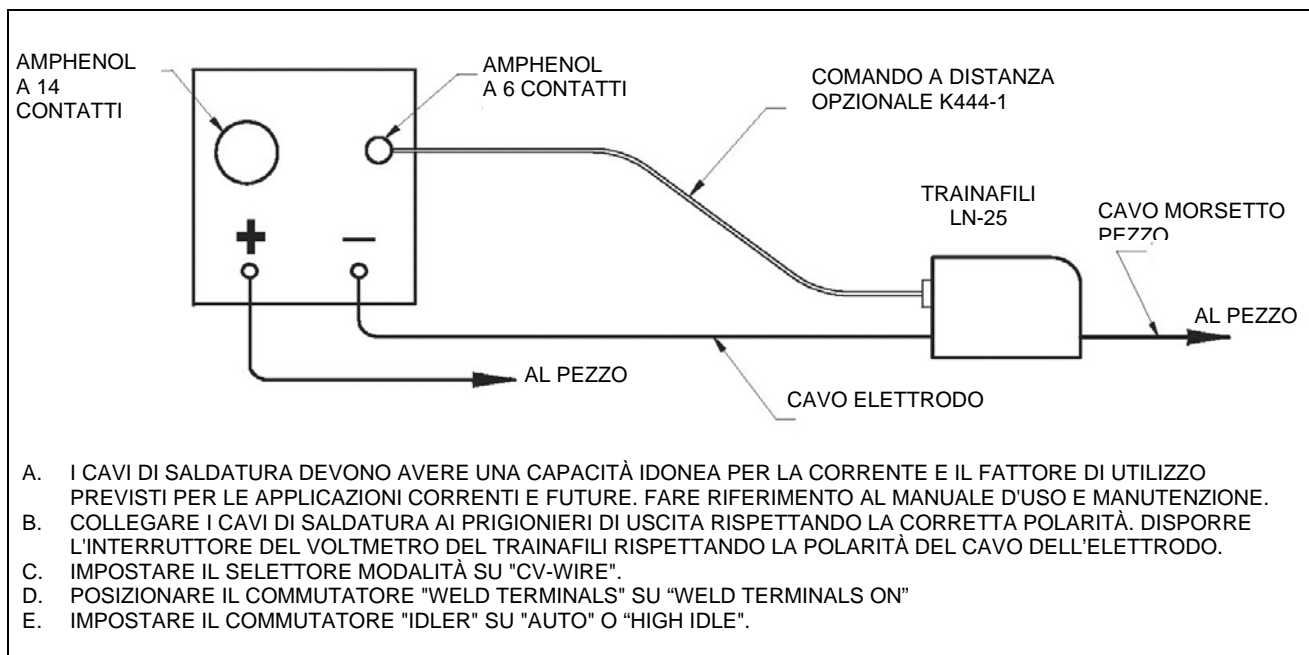 AMPHENOL
A 14
CONTATTI
AMPHENOL
A 6 CONTATTI
COMANDO A DISTANZA
OPZIONALE K444-1
TRAINAFILI
LN-25
CAVO MORSETTO
PEZZO
+
–
AL PEZZO
AL PEZZO
CAVO ELETTRODO
A. I CAVI DI SALDATURA DEVONO AVERE UNA CAPACITÀ IDONEA PER LA CORRENTE E IL FATTORE DI UTILIZZO
PREVISTI PER LE APPLICAZIONI CORRENTI E FUTURE. FARE RIFERIMENTO AL MANUALE D'USO E MANUTENZIONE.
B. COLLEGARE I CAVI DI SALDATURA AI PRIGIONIERI DI USCITA RISPETTANDO LA CORRETTA POLARITÀ. DISPORRE
L'INTERRUTTORE DEL VOLTMETRO DEL TRAINAFILI RISPETTANDO LA POLARITÀ DEL CAVO DELL’ELETTRODO.
C. IMPOSTARE IL SELETTORE MODALITÀ SU "CV-WIRE".
D. POSIZIONARE IL COMMUTATORE "WELD TERMINALS" SU “WELD TERMINALS ON”
E. IMPOSTARE IL COMMUTATORE "IDLER" SU "AUTO" O “HIGH IDLE".